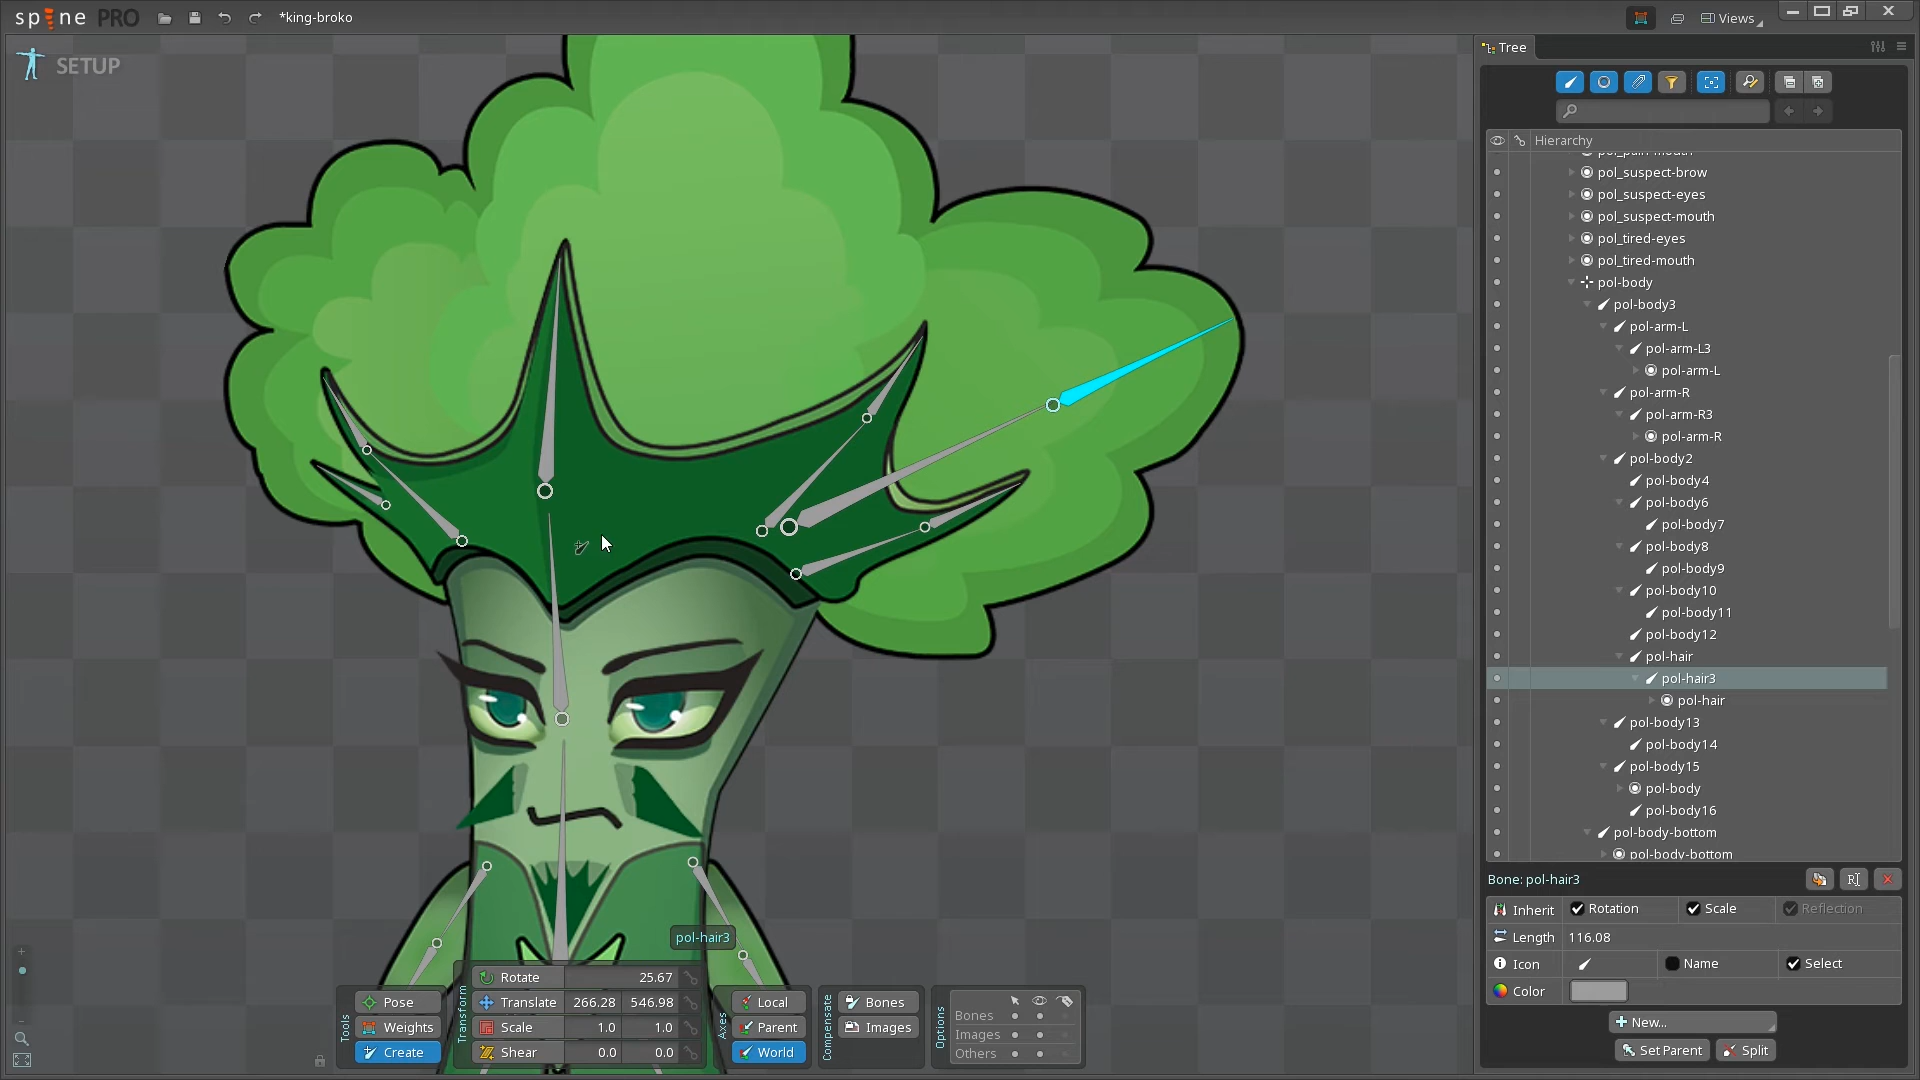 spine PRO
*king-broko
Views
SETUP
Tree
Hierarchy
pol_pain-mouth
pol_suspect-brow
pol_suspect-eyes
pol_suspect-mouth
pol_tired-eyes
pol_tired-mouth
pol-body
pol-body3
pol-arm-L
pol-arm-L3
pol-arm-L
pol-arm-R
pol-arm-R3
pol-arm-R
pol-body2
pol-body4
pol-body6
pol-body7
pol-body8
pol-body9
pol-body10
pol-body11
pol-body12
pol-hair
pol-hair3
pol-hair
pol-body13
pol-body14
pol-body15
pol-body
pol-body16
pol-body-bottom
pol-body-bottom
Bone: pol-hair3
Inherit Rotation Scale Reflection
Length 116.08
Icon Name Select
Color
New...
Set Parent Split
pol-hair3
Tools
Pose
Weights
Create
Transform
Rotate 25.67
Translate 266.28 546.98
Scale 1.0 1.0
Shear 0.0 0.0
Axes
Local
Parent
World
Compensate
Bones
Images
Options
Bones
Images
Others